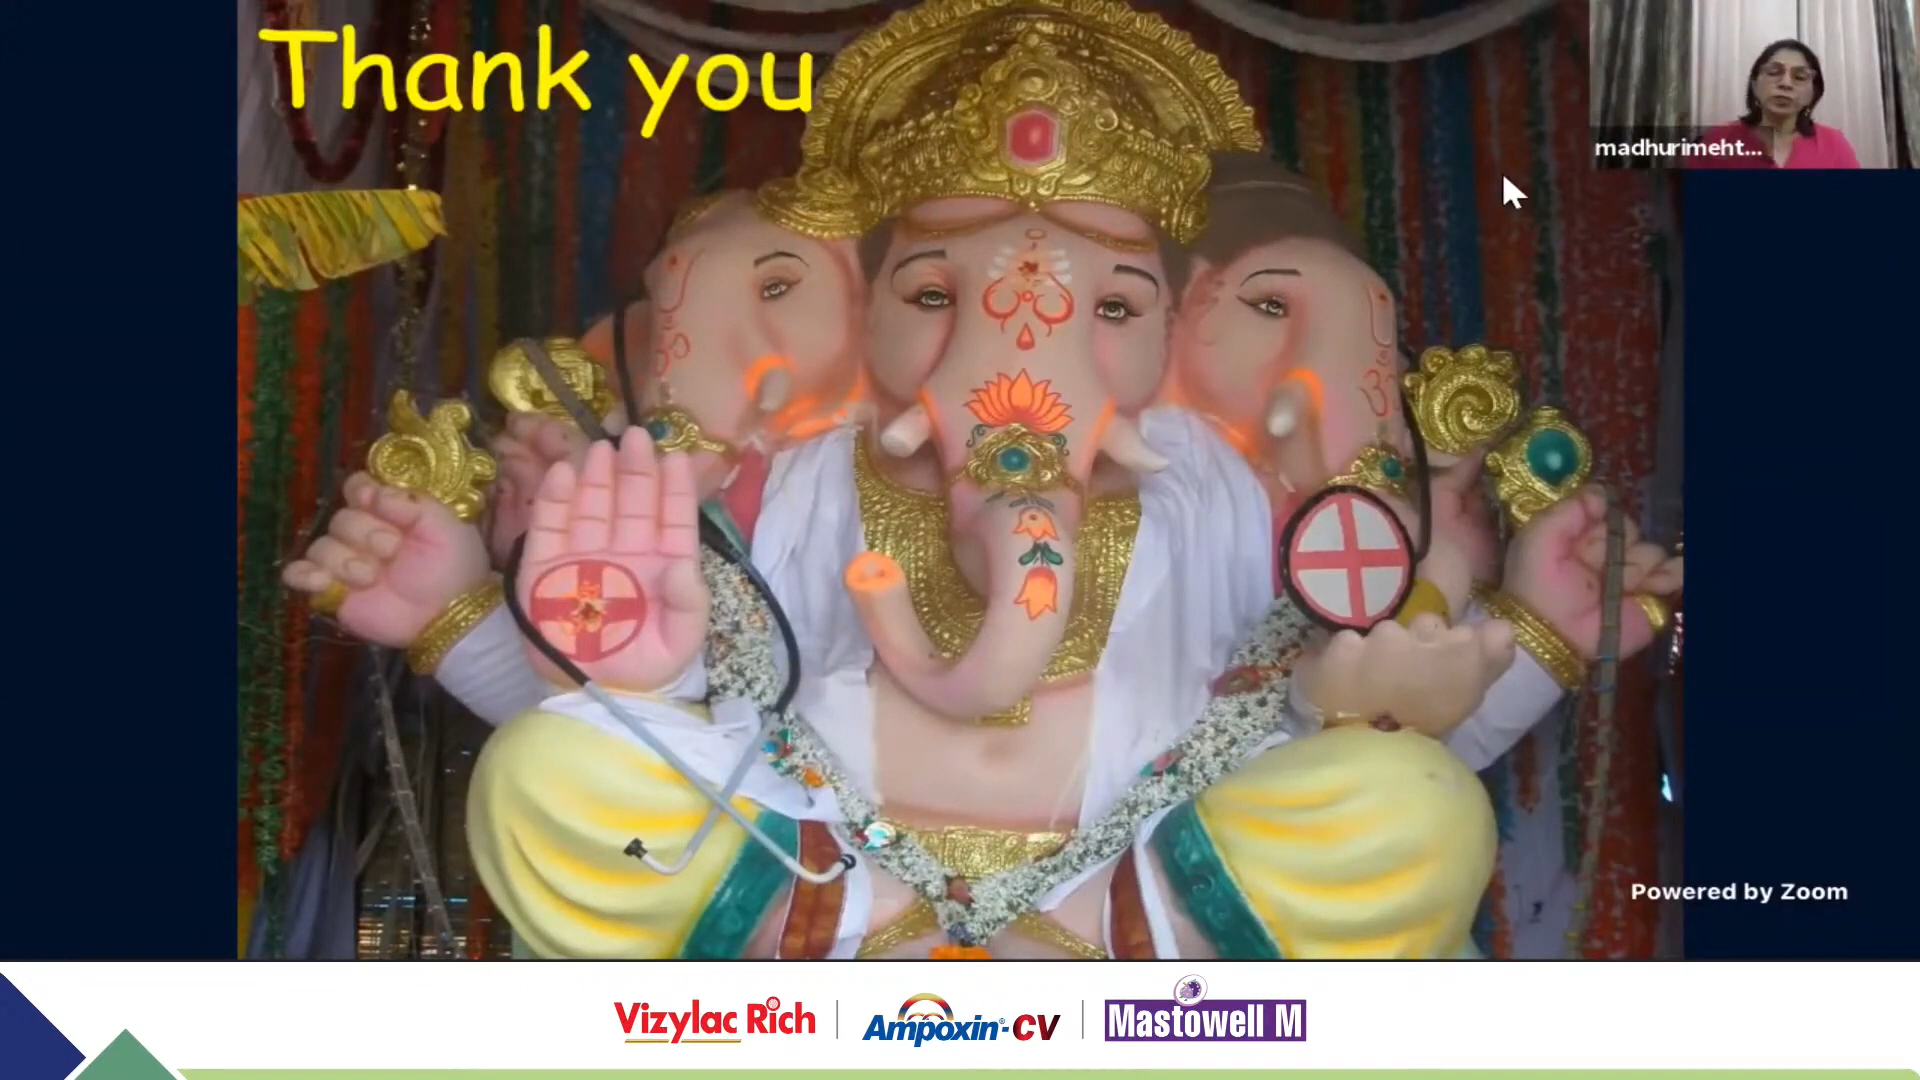 Thank you
madhurimeht...
Powered by Zoom
Vizylac Rich
Ampoxin®-CV
Mastowell M